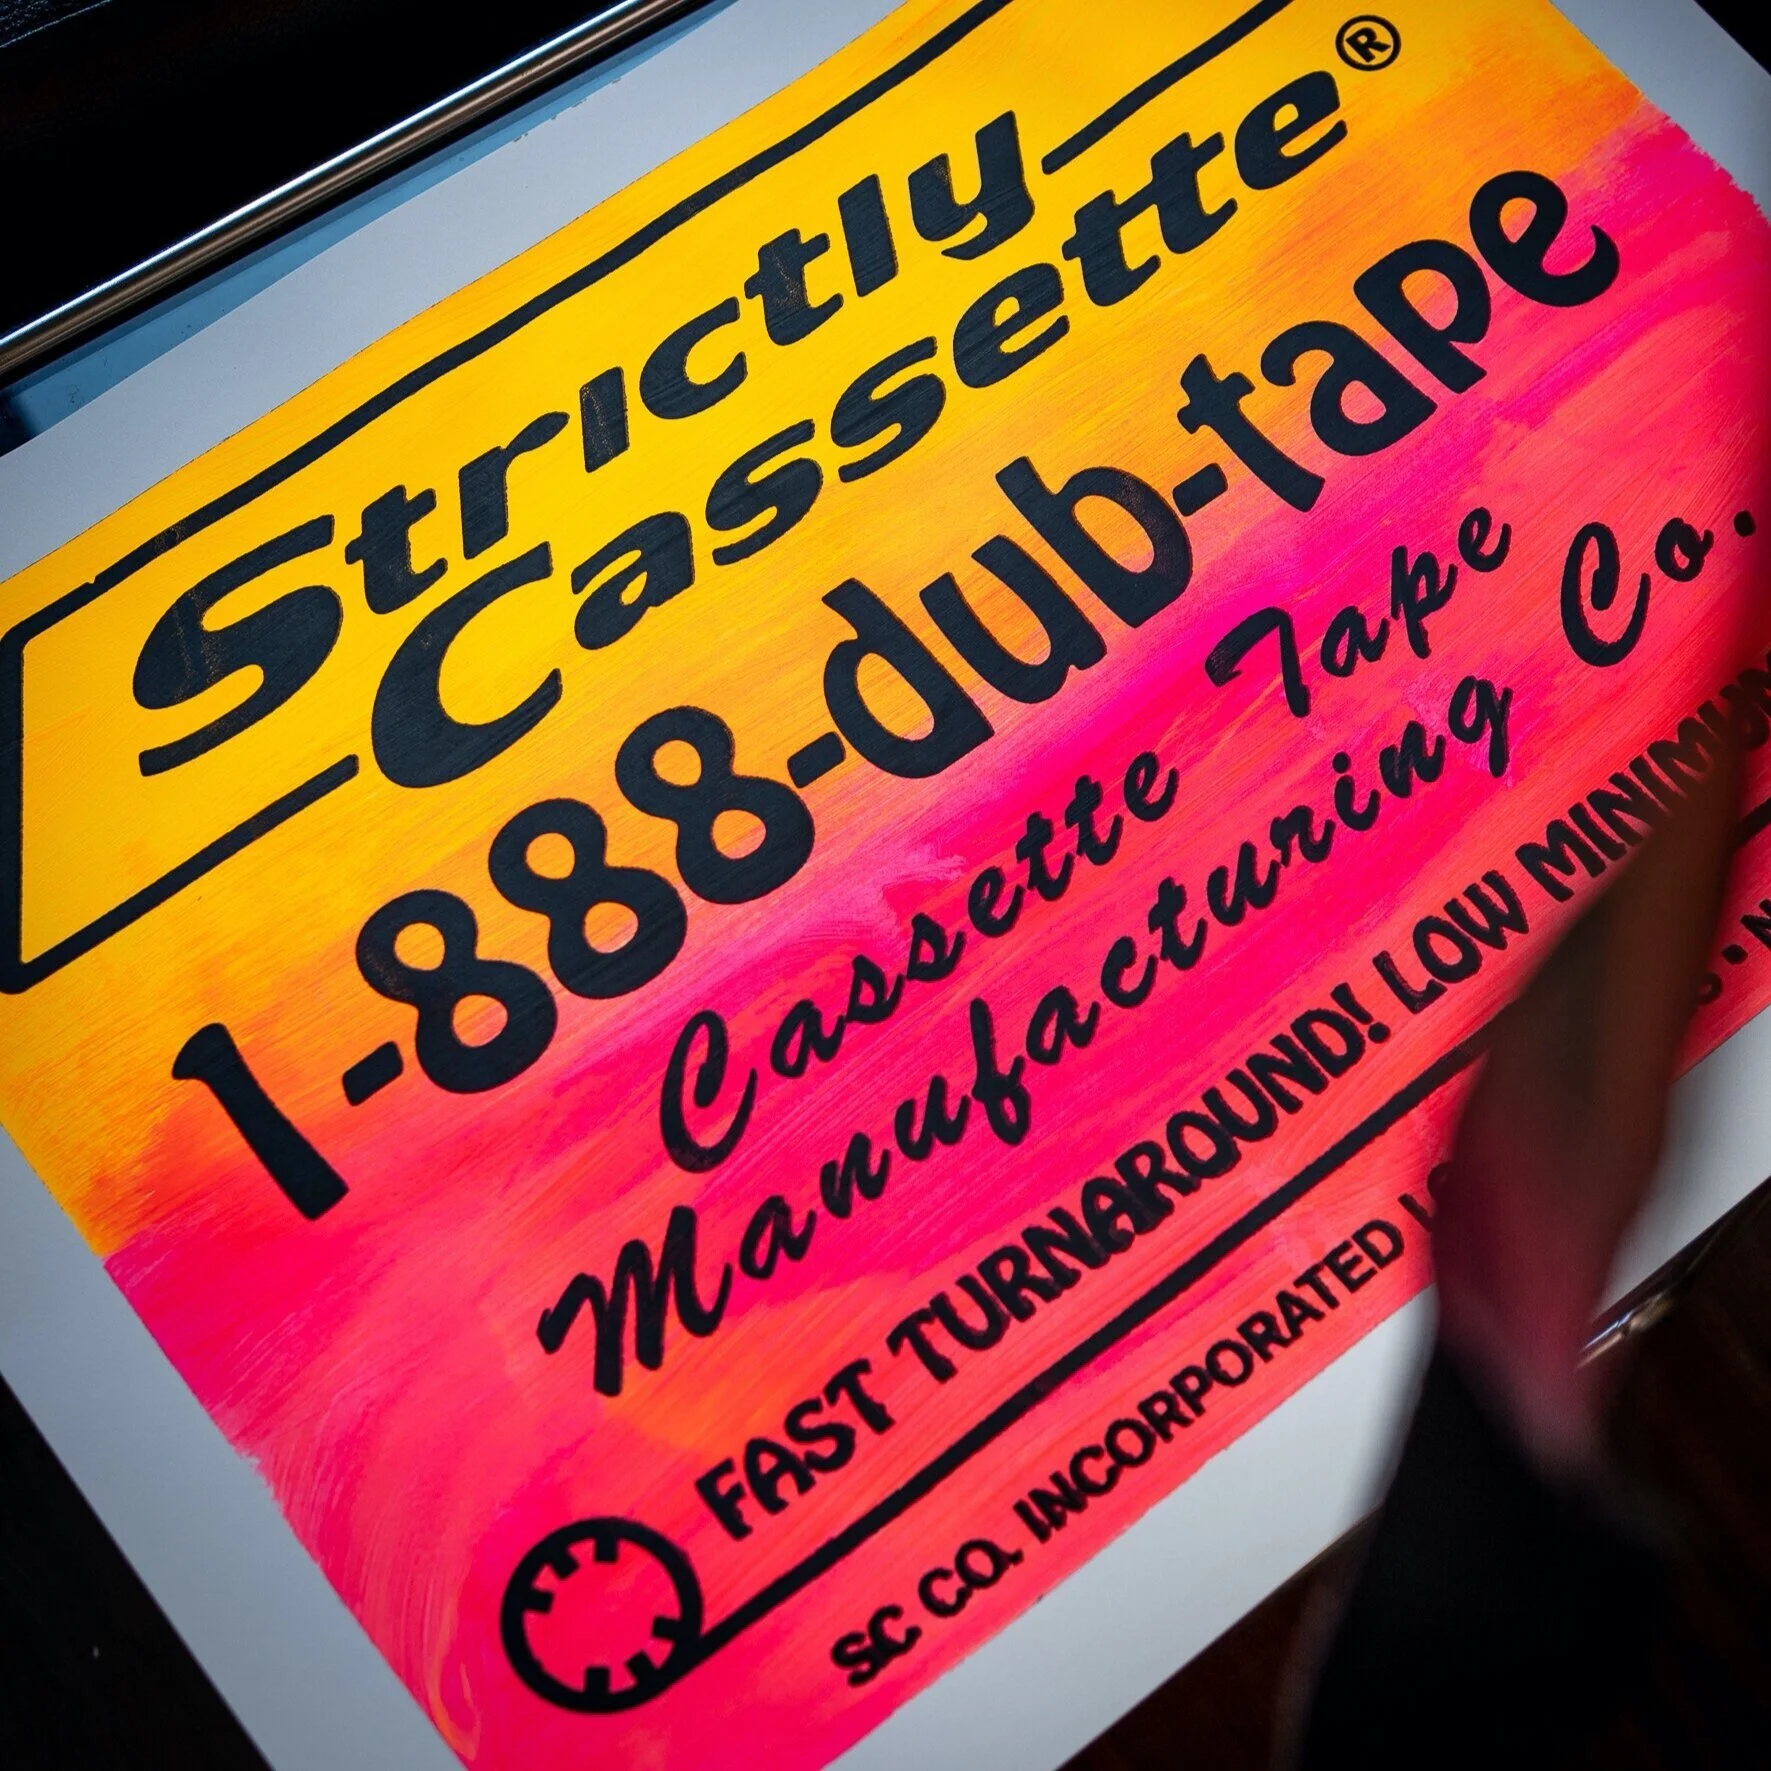 Strictly
Cassette®
1-888-dub-tape
Cassette Tape
Manufacturing Co.
FAST TURNAROUND! LOW MINIMUM
SC CO. INCORPORATED